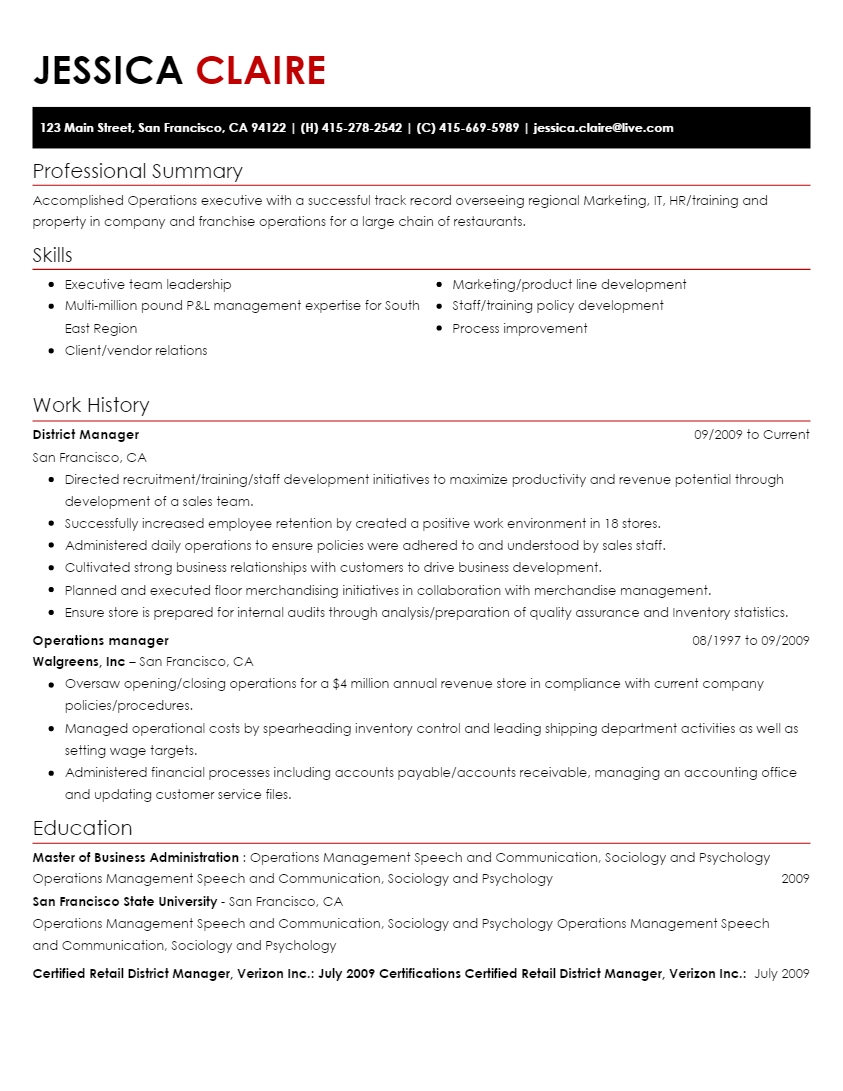 JESSICA CLAIRE
123 Main Street, San Francisco, CA 94122 | (H) 415-278-2542 | (C) 415-669-5989 | jessica.claire@live.com
Professional Summary
Accomplished Operations executive with a successful track record overseeing regional Marketing, IT, HR/training and
property in company and franchise operations for a large chain of restaurants.
Skills
• Executive team leadership
• Multi-million pound P&L management expertise for South
East Region
• Client/vendor relations
• Marketing/product line development
• Staff/training policy development
• Process improvement
Work History
District Manager 09/2009 to Current
San Francisco, CA
• Directed recruitment/training/staff development initiatives to maximize productivity and revenue potential through
development of a sales team.
• Successfully increased employee retention by created a positive work environment in 18 stores.
• Administered daily operations to ensure policies were adhered to and understood by sales staff.
• Cultivated strong business relationships with customers to drive business development.
• Planned and executed floor merchandising initiatives in collaboration with merchandise management.
• Ensure store is prepared for internal audits through analysis/preparation of quality assurance and Inventory statistics.
Operations manager 08/1997 to 09/2009
Walgreens, Inc – San Francisco, CA
• Oversaw opening/closing operations for a $4 million annual revenue store in compliance with current company
policies/procedures.
• Managed operational costs by spearheading inventory control and leading shipping department activities as well as
setting wage targets.
• Administered financial processes including accounts payable/accounts receivable, managing an accounting office
and updating customer service files.
Education
Master of Business Administration : Operations Management Speech and Communication, Sociology and Psychology
Operations Management Speech and Communication, Sociology and Psychology 2009
San Francisco State University - San Francisco, CA
Operations Management Speech and Communication, Sociology and Psychology Operations Management Speech
and Communication, Sociology and Psychology
Certified Retail District Manager, Verizon Inc.: July 2009 Certifications Certified Retail District Manager, Verizon Inc.: July 2009